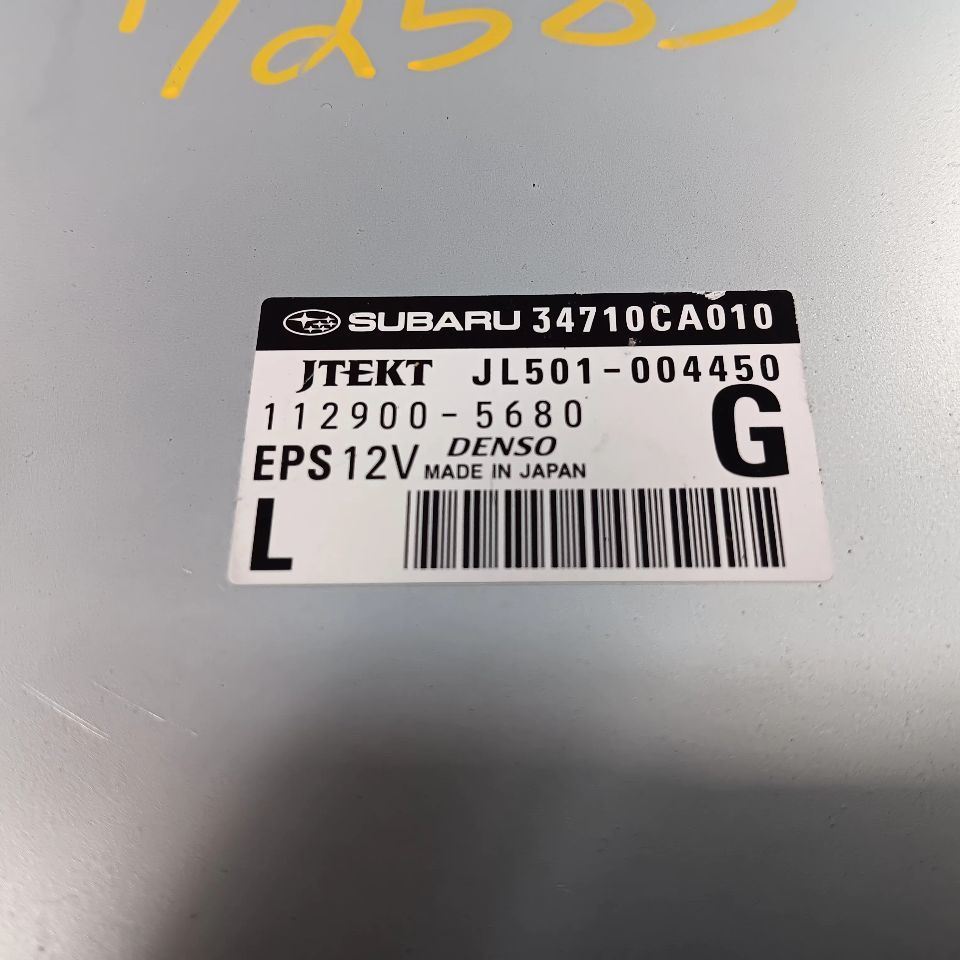 SUBARU 34710CA010
JTEKT JL501-004450
112900-5680
G
EPS 12V DENSO
MADE IN JAPAN
L